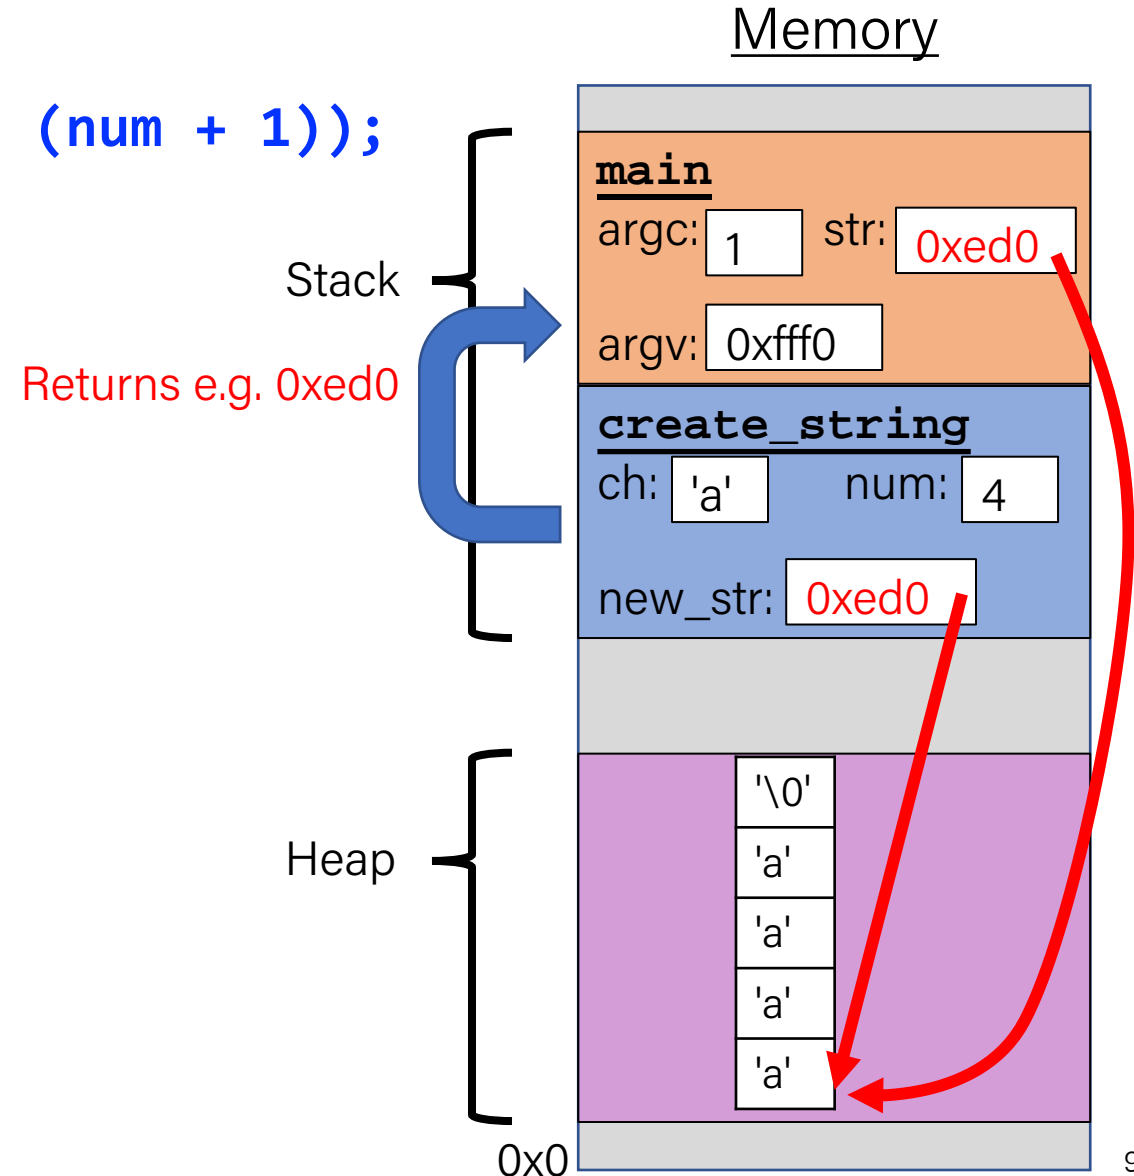 Memory
(num + 1));
main
argc: 1 str: 0xed0
Stack
argv: 0xfff0
Returns e.g. 0xed0
create_string
ch: 'a' num: 4
new_str: 0xed0
'\0'
Heap
'a'
'a'
'a'
'a'
0x0